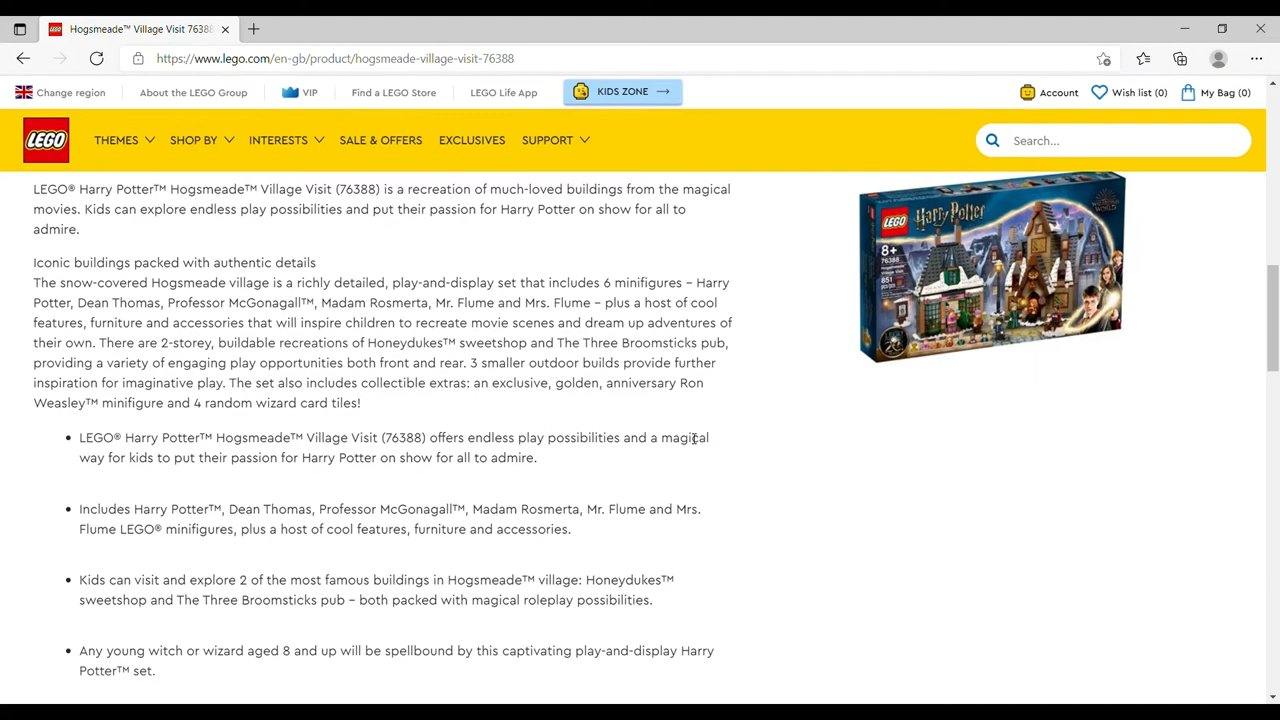 Hogsmeade™ Village Visit 76388
https://www.lego.com/en-gb/product/hogsmeade-village-visit-76388
Change region
About the LEGO Group
VIP
Find a LEGO Store
LEGO Life App
KIDS ZONE
Account
Wish list (0)
My Bag (0)
LEGO
THEMES
SHOP BY
INTERESTS
SALE & OFFERS
EXCLUSIVES
SUPPORT
Search...
LEGO® Harry Potter™ Hogsmeade™ Village Visit (76388) is a recreation of much-loved buildings from the magical
movies. Kids can explore endless play possibilities and put their passion for Harry Potter on show for all to
admire.
Iconic buildings packed with authentic details
The snow-covered Hogsmeade village is a richly detailed, play-and-display set that includes 6 minifigures – Harry
Potter, Dean Thomas, Professor McGonagall™, Madam Rosmerta, Mr. Flume and Mrs. Flume – plus a host of cool
features, furniture and accessories that will inspire children to recreate movie scenes and dream up adventures of
their own. There are 2-storey, buildable recreations of Honeydukes™ sweetshop and The Three Broomsticks pub,
providing a variety of engaging play opportunities both front and rear. 3 smaller outdoor builds provide further
inspiration for imaginative play. The set also includes collectible extras: an exclusive, golden, anniversary Ron
Weasley™ minifigure and 4 random wizard card tiles!
• LEGO® Harry Potter™ Hogsmeade™ Village Visit (76388) offers endless play possibilities and a magical
way for kids to put their passion for Harry Potter on show for all to admire.
• Includes Harry Potter™, Dean Thomas, Professor McGonagall™, Madam Rosmerta, Mr. Flume and Mrs.
Flume LEGO® minifigures, plus a host of cool features, furniture and accessories.
• Kids can visit and explore 2 of the most famous buildings in Hogsmeade™ village: Honeydukes™
sweetshop and The Three Broomsticks pub – both packed with magical roleplay possibilities.
• Any young witch or wizard aged 8 and up will be spellbound by this captivating play-and-display Harry
Potter™ set.
LEGO
Harry Potter
8+
76388